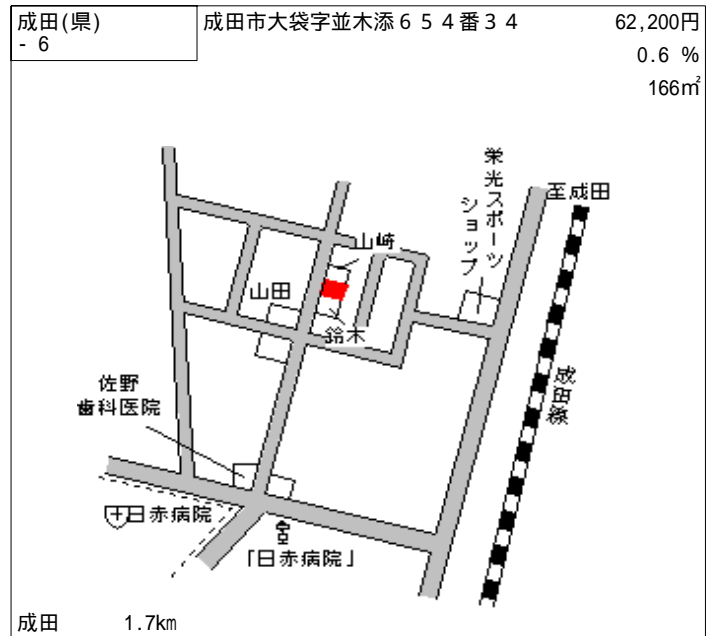 成田(県)
- 6
成田市大袋字並木添６５４番３４
62,200円
0.6 %
166㎡
栄光スポーツ
ショップ
至成田
山崎
山田
鈴木
成田線
佐野
歯科医院
日赤病院
「日赤病院」
成田 1.7km